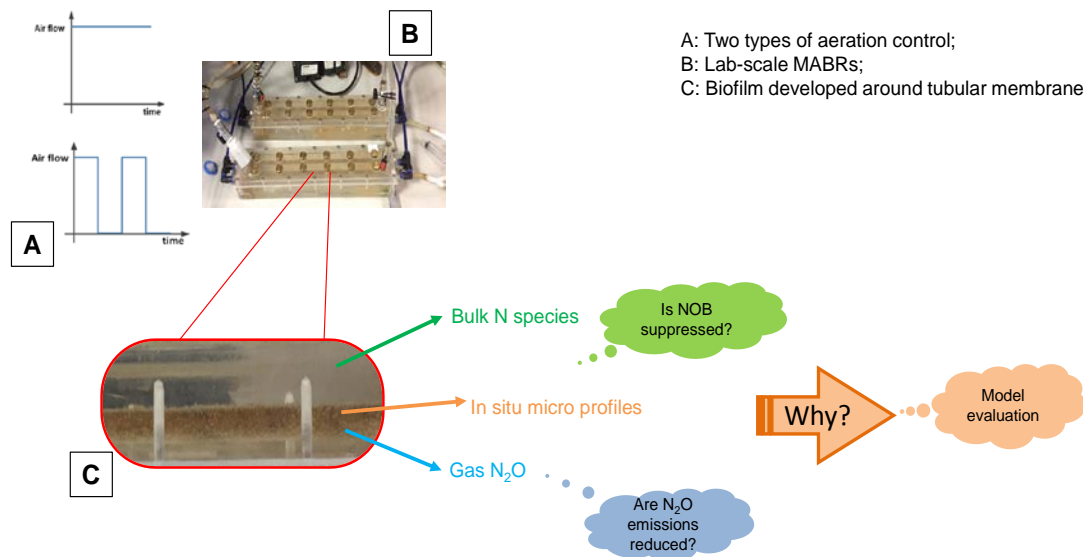 Air flow
time
Air flow
time
A
B
A: Two types of aeration control;
B: Lab-scale MABRs;
C: Biofilm developed around tubular membrane
C
Bulk N species
In situ micro profiles
Gas N₂O
Is NOB
suppressed?
Are N₂O
emissions
reduced?
Why?
Model
evaluation